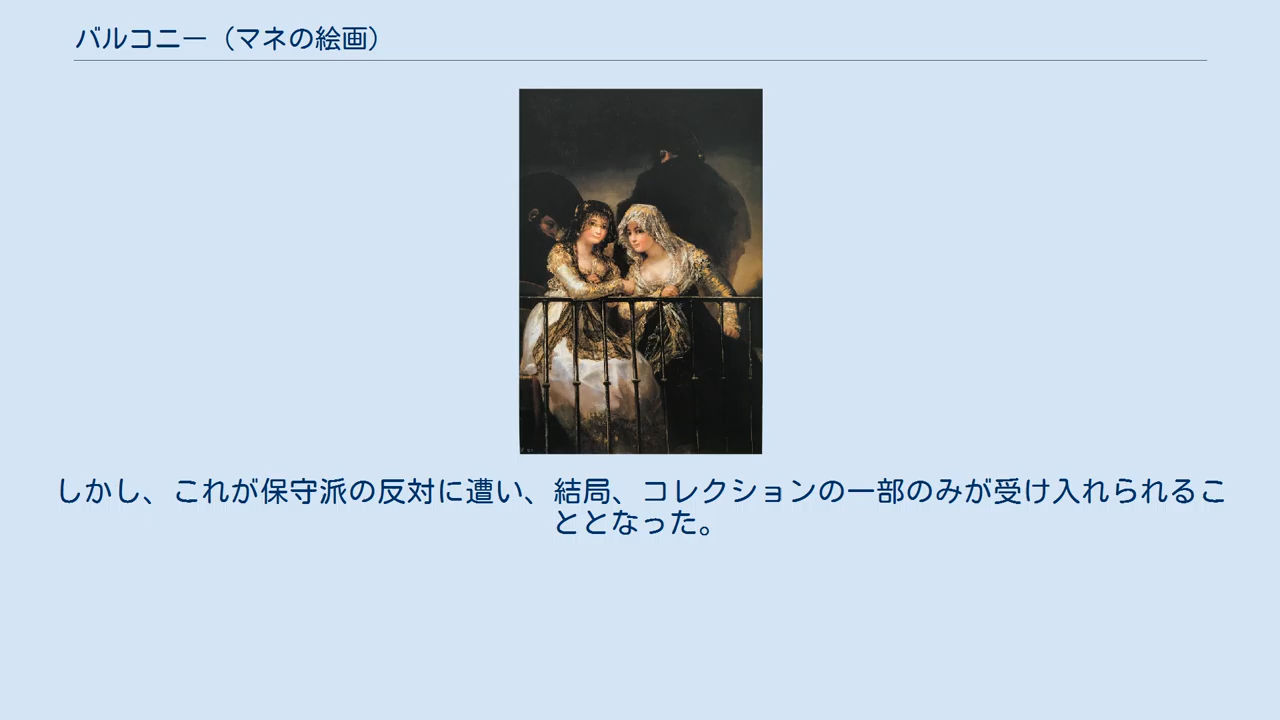 バルコニー（マネの絵画）
しかし、これが保守派の反対に遭い、結局、コレクションの一部のみが受け入れられるこ
ととなった。